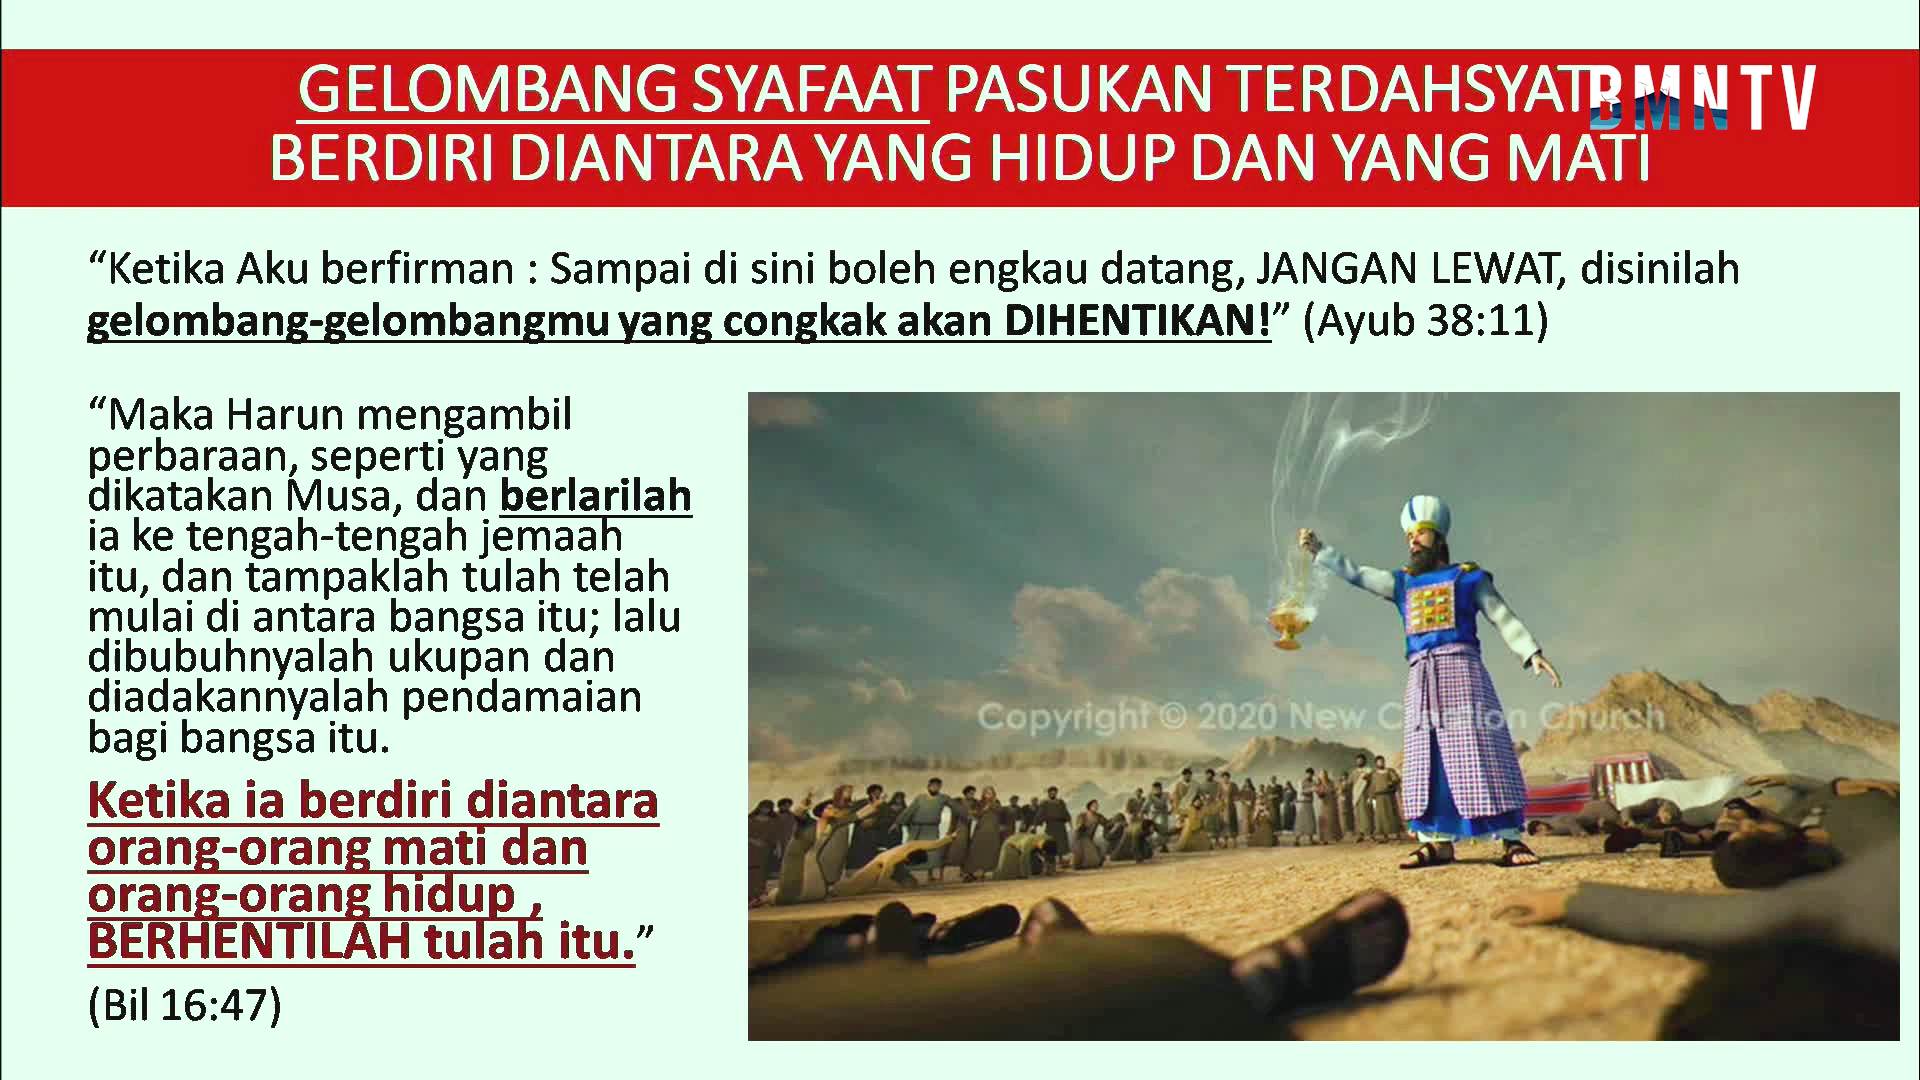 GELOMBANG SYAFAAT PASUKAN TERDAHSYAT
BMNTV
BERDIRI DIANTARA YANG HIDUP DAN YANG MATI
“Ketika Aku berfirman : Sampai di sini boleh engkau datang, JANGAN LEWAT, disinilah
gelombang-gelombangmu yang congkak akan DIHENTIKAN!” (Ayub 38:11)
“Maka Harun mengambil
perbaraan, seperti yang
dikatakan Musa, dan berlarilah
ia ke tengah-tengah jemaah
itu, dan tampaklah tulah telah
mulai di antara bangsa itu; lalu
dibubuhnyalah ukupan dan
diadakannyalah pendamaian
bagi bangsa itu.
Ketika ia berdiri diantara
orang-orang mati dan
orang-orang hidup ,
BERHENTILAH tulah itu.”
(Bil 16:47)
Copyright © 2020 New Church